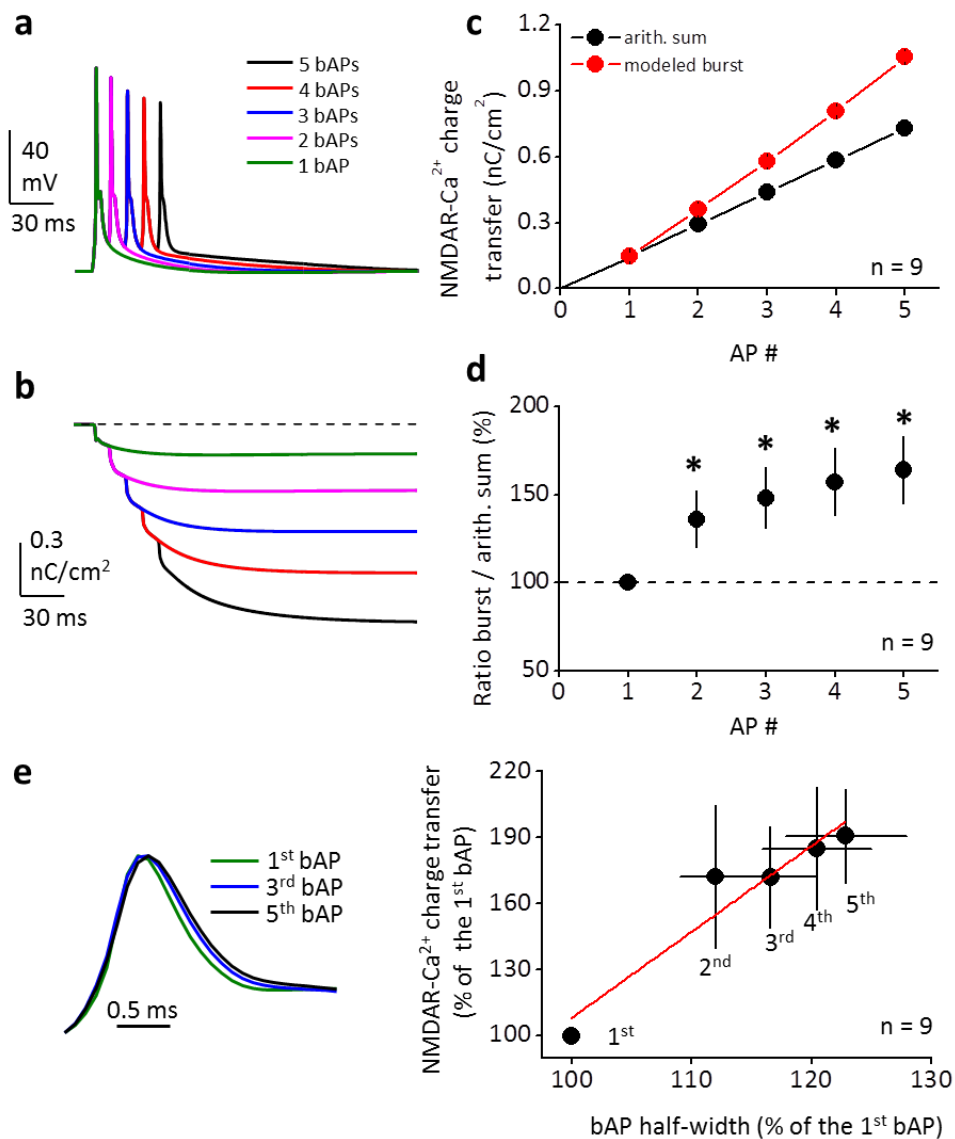 a
5 bAPs
4 bAPs
3 bAPs
2 bAPs
1 bAP
40
mV
30 ms
c
arith. sum
modeled burst
NMDAR-Ca²⁺ charge
transfer (nC/cm²)
1.2
0.9
0.6
0.3
0.0
n = 9
0 1 2 3 4 5
AP #
b
0.3
nC/cm²
30 ms
d
Ratio burst / arith. sum (%)
200
150
100
50
* * * *
n = 9
0 1 2 3 4 5
AP #
e
1ˢᵗ bAP
3ʳᵈ bAP
5ᵗʰ bAP
0.5 ms
NMDAR-Ca²⁺ charge transfer
(% of the 1ˢᵗ bAP)
220
190
160
130
100
1ˢᵗ
2ⁿᵈ
3ʳᵈ
4ᵗʰ
5ᵗʰ
n = 9
100 110 120 130
bAP half-width (% of the 1ˢᵗ bAP)